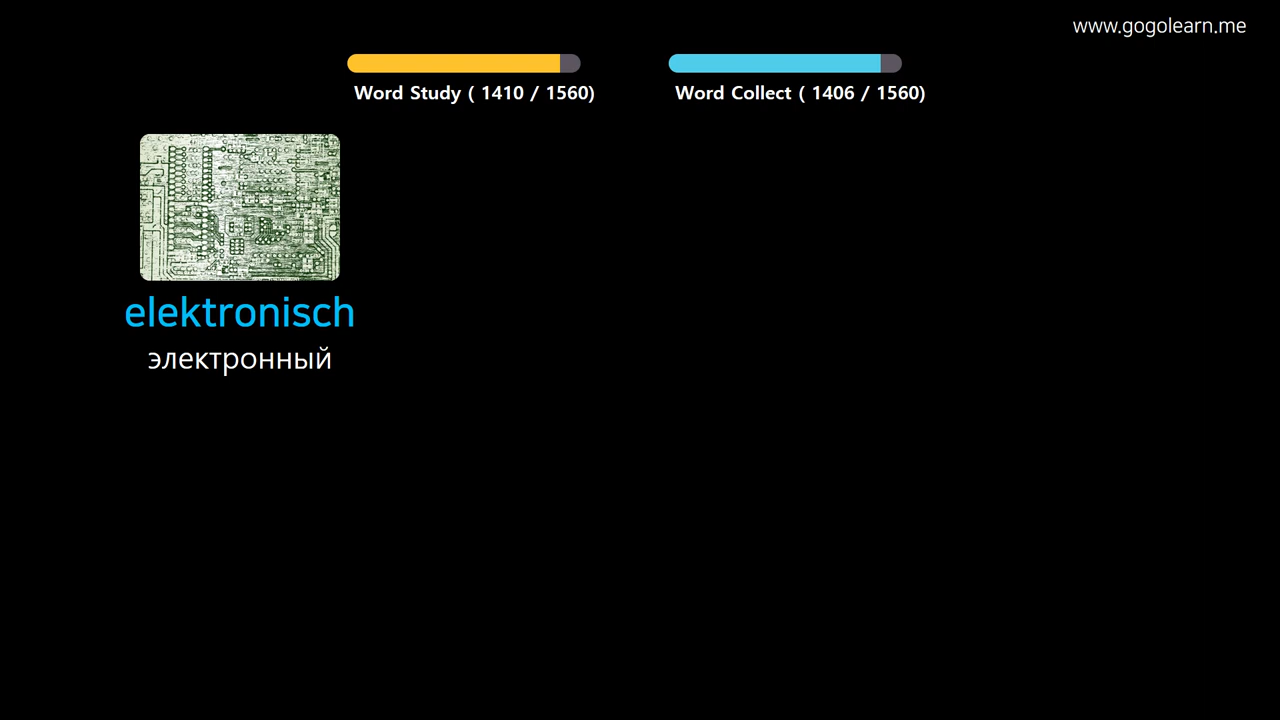 www.gogolearn.me
Word Study ( 1410 / 1560)
Word Collect ( 1406 / 1560)
elektronisch
электронный